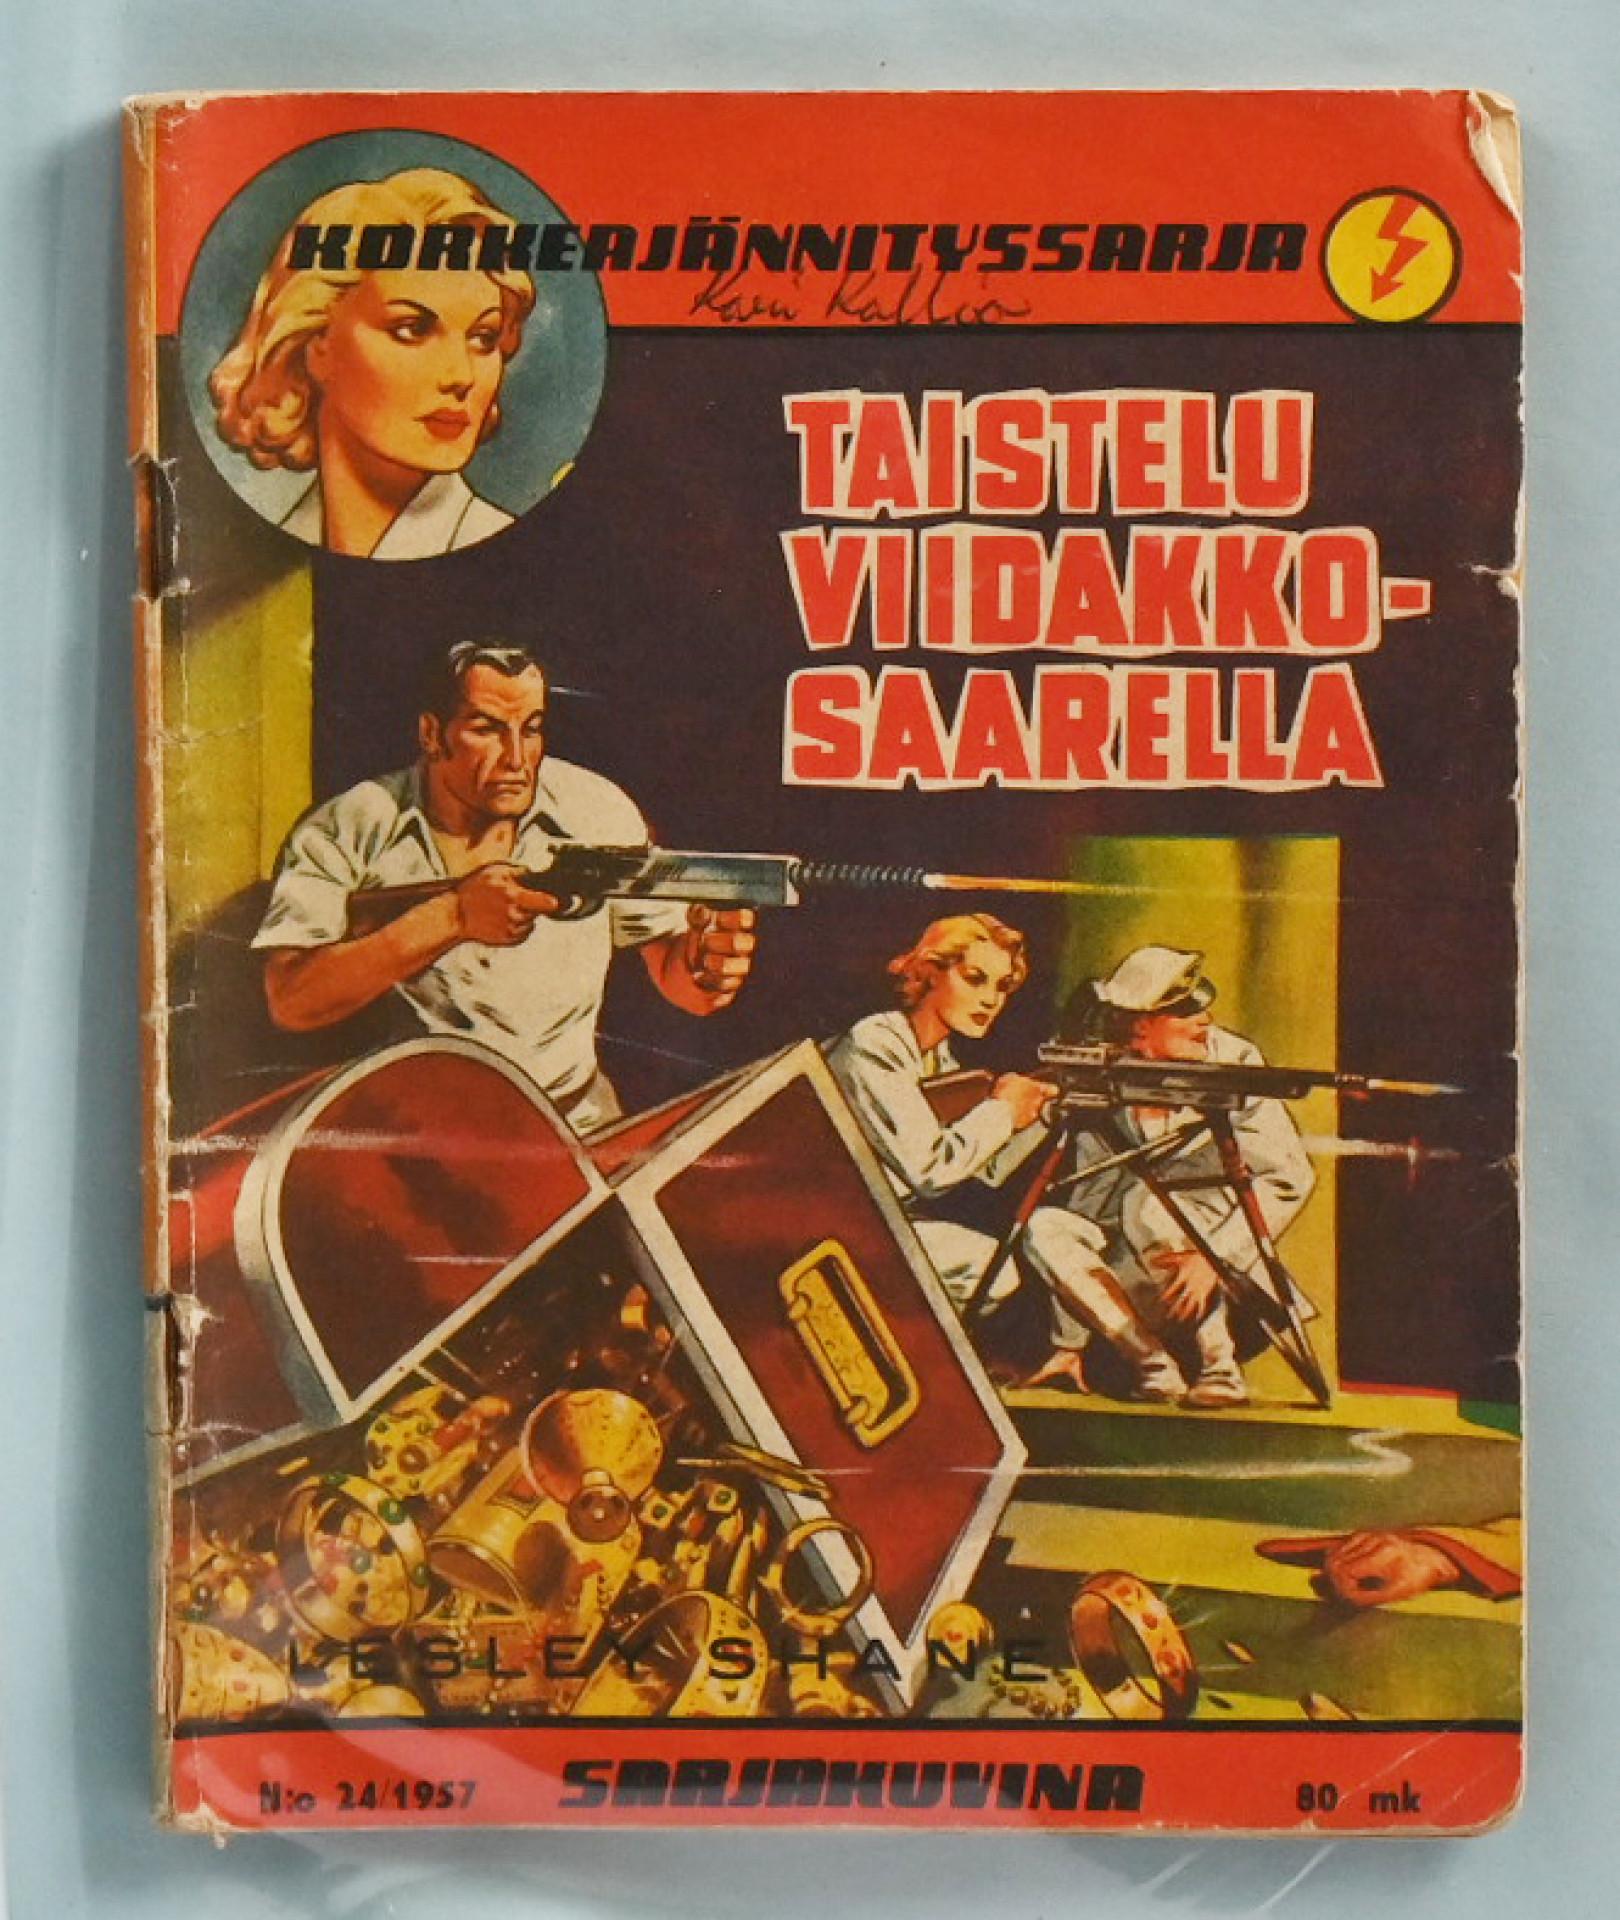 KORKEAJÄNNITYSSARJA
Kari Kallio
TAISTELU
VIIDAKKO-
SAARELLA
LESLEY SHANE
N:o 24/1957 SARJAKUVINA 80 mk